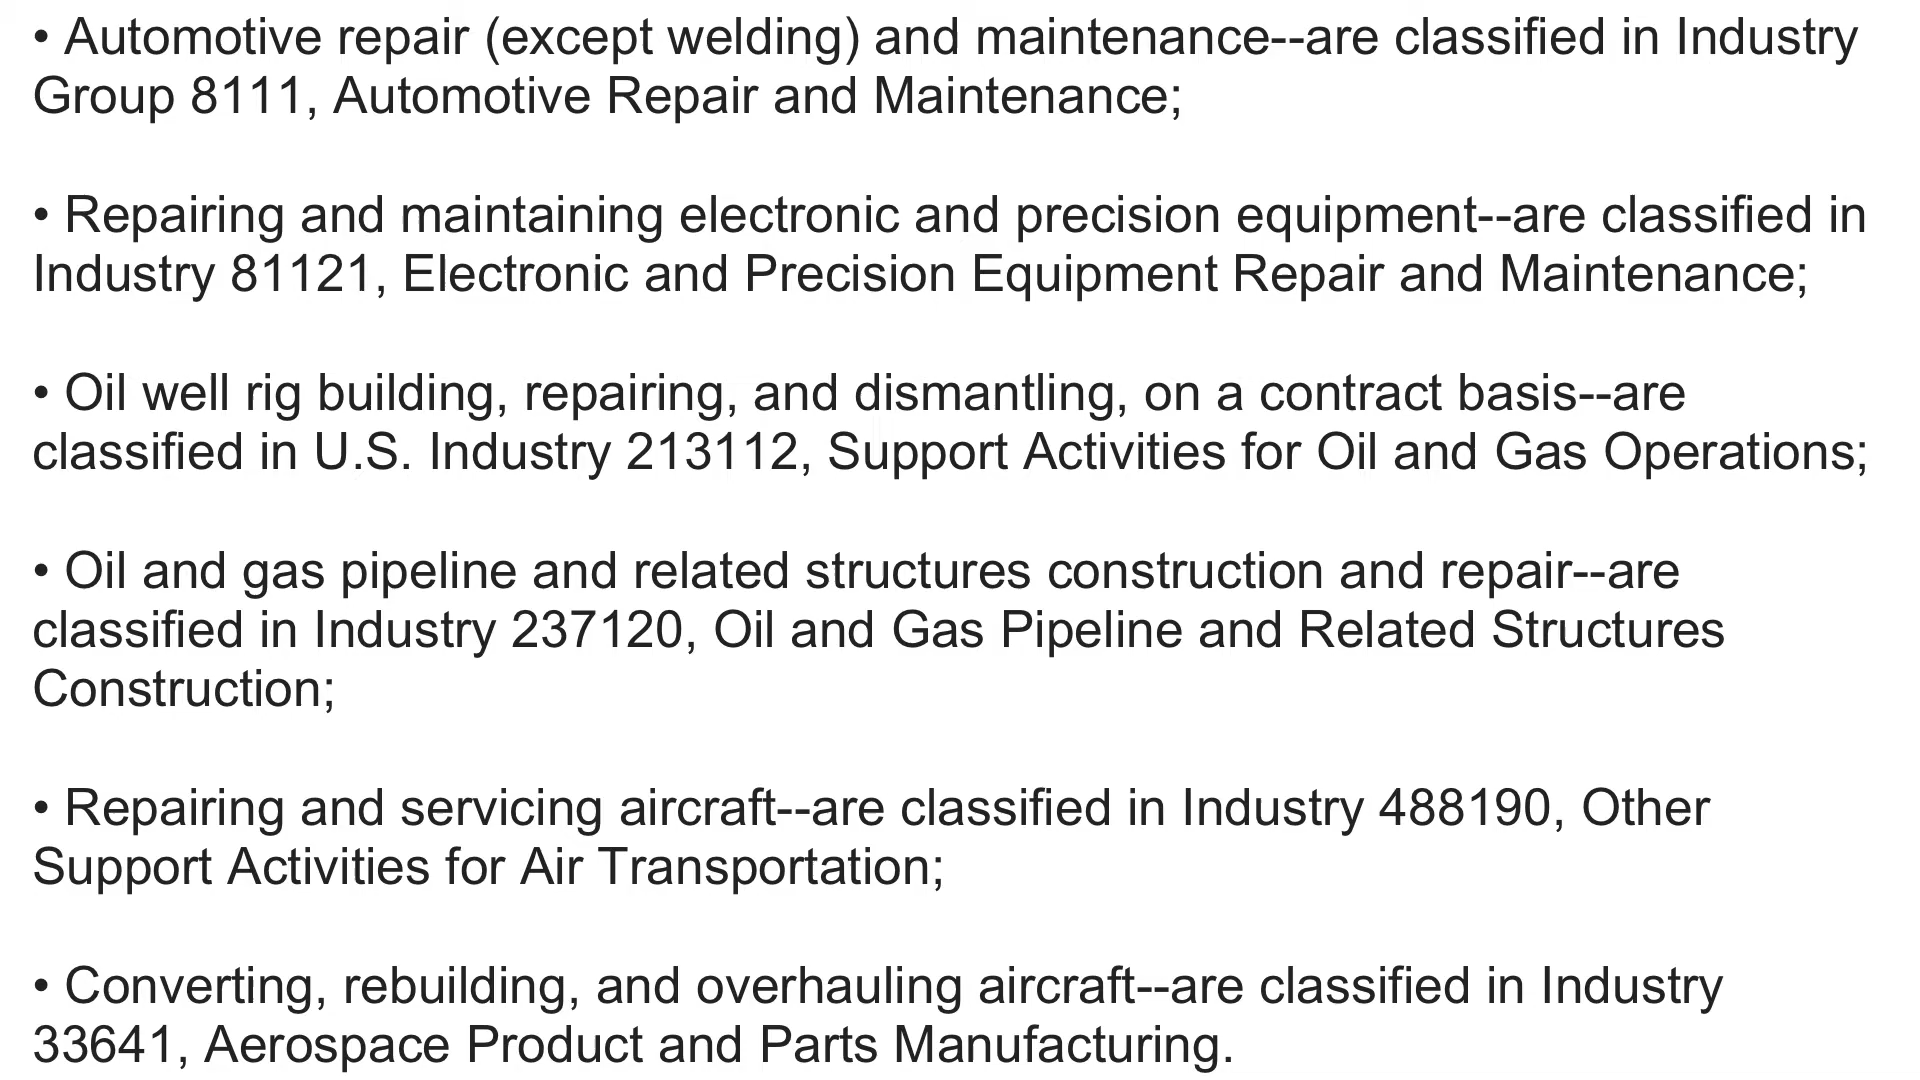 • Automotive repair (except welding) and maintenance--are classified in Industry
Group 8111, Automotive Repair and Maintenance;
• Repairing and maintaining electronic and precision equipment--are classified in
Industry 81121, Electronic and Precision Equipment Repair and Maintenance;
• Oil well rig building, repairing, and dismantling, on a contract basis--are
classified in U.S. Industry 213112, Support Activities for Oil and Gas Operations;
• Oil and gas pipeline and related structures construction and repair--are
classified in Industry 237120, Oil and Gas Pipeline and Related Structures
Construction;
• Repairing and servicing aircraft--are classified in Industry 488190, Other
Support Activities for Air Transportation;
• Converting, rebuilding, and overhauling aircraft--are classified in Industry
33641, Aerospace Product and Parts Manufacturing.